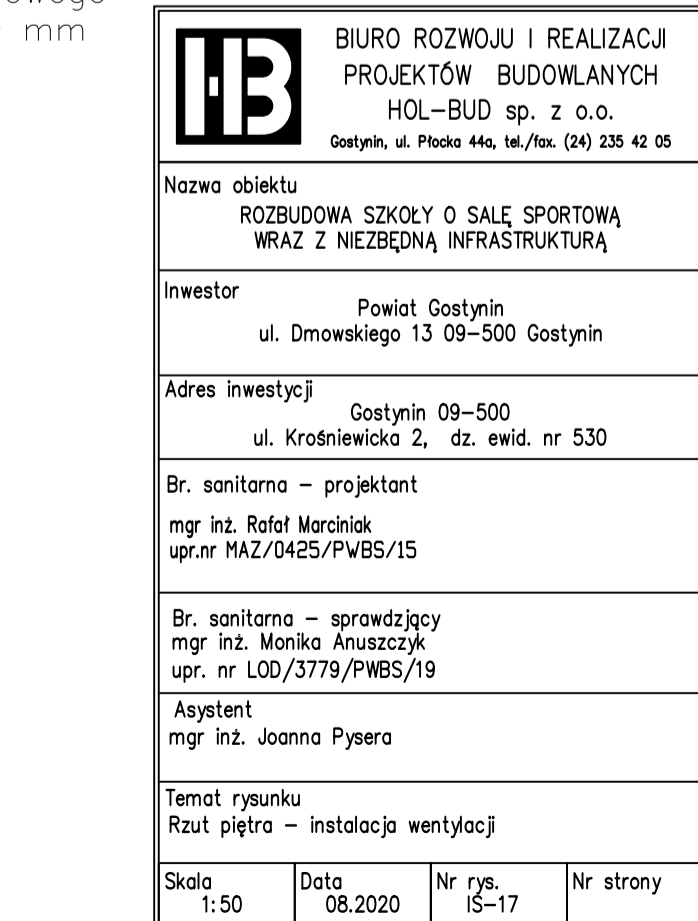 mm
HB
BIURO ROZWOJU I REALIZACJI
PROJEKTÓW BUDOWLANYCH
HOL-BUD sp. z o.o.
Gostynin, ul. Płocka 44a, tel./fax. (24) 235 42 05
Nazwa obiektu
ROZBUDOWA SZKOŁY O SALĘ SPORTOWĄ
WRAZ Z NIEZBĘDNĄ INFRASTRUKTURĄ
Inwestor
Powiat Gostynin
ul. Dmowskiego 13 09-500 Gostynin
Adres inwestycji
Gostynin 09-500
ul. Krośniewicka 2, dz. ewid. nr 530
Br. sanitarna - projektant
mgr inż. Rafał Marciniak
upr.nr MAZ/0425/PWBS/15
Br. sanitarna - sprawdzjący
mgr inż. Monika Anuszczyk
upr. nr LOD/3779/PWBS/19
Asystent
mgr inż. Joanna Pysera
Temat rysunku
Rzut piętra - instalacja wentylacji
Skala Data Nr rys. Nr strony
1:50 08.2020 IS-17